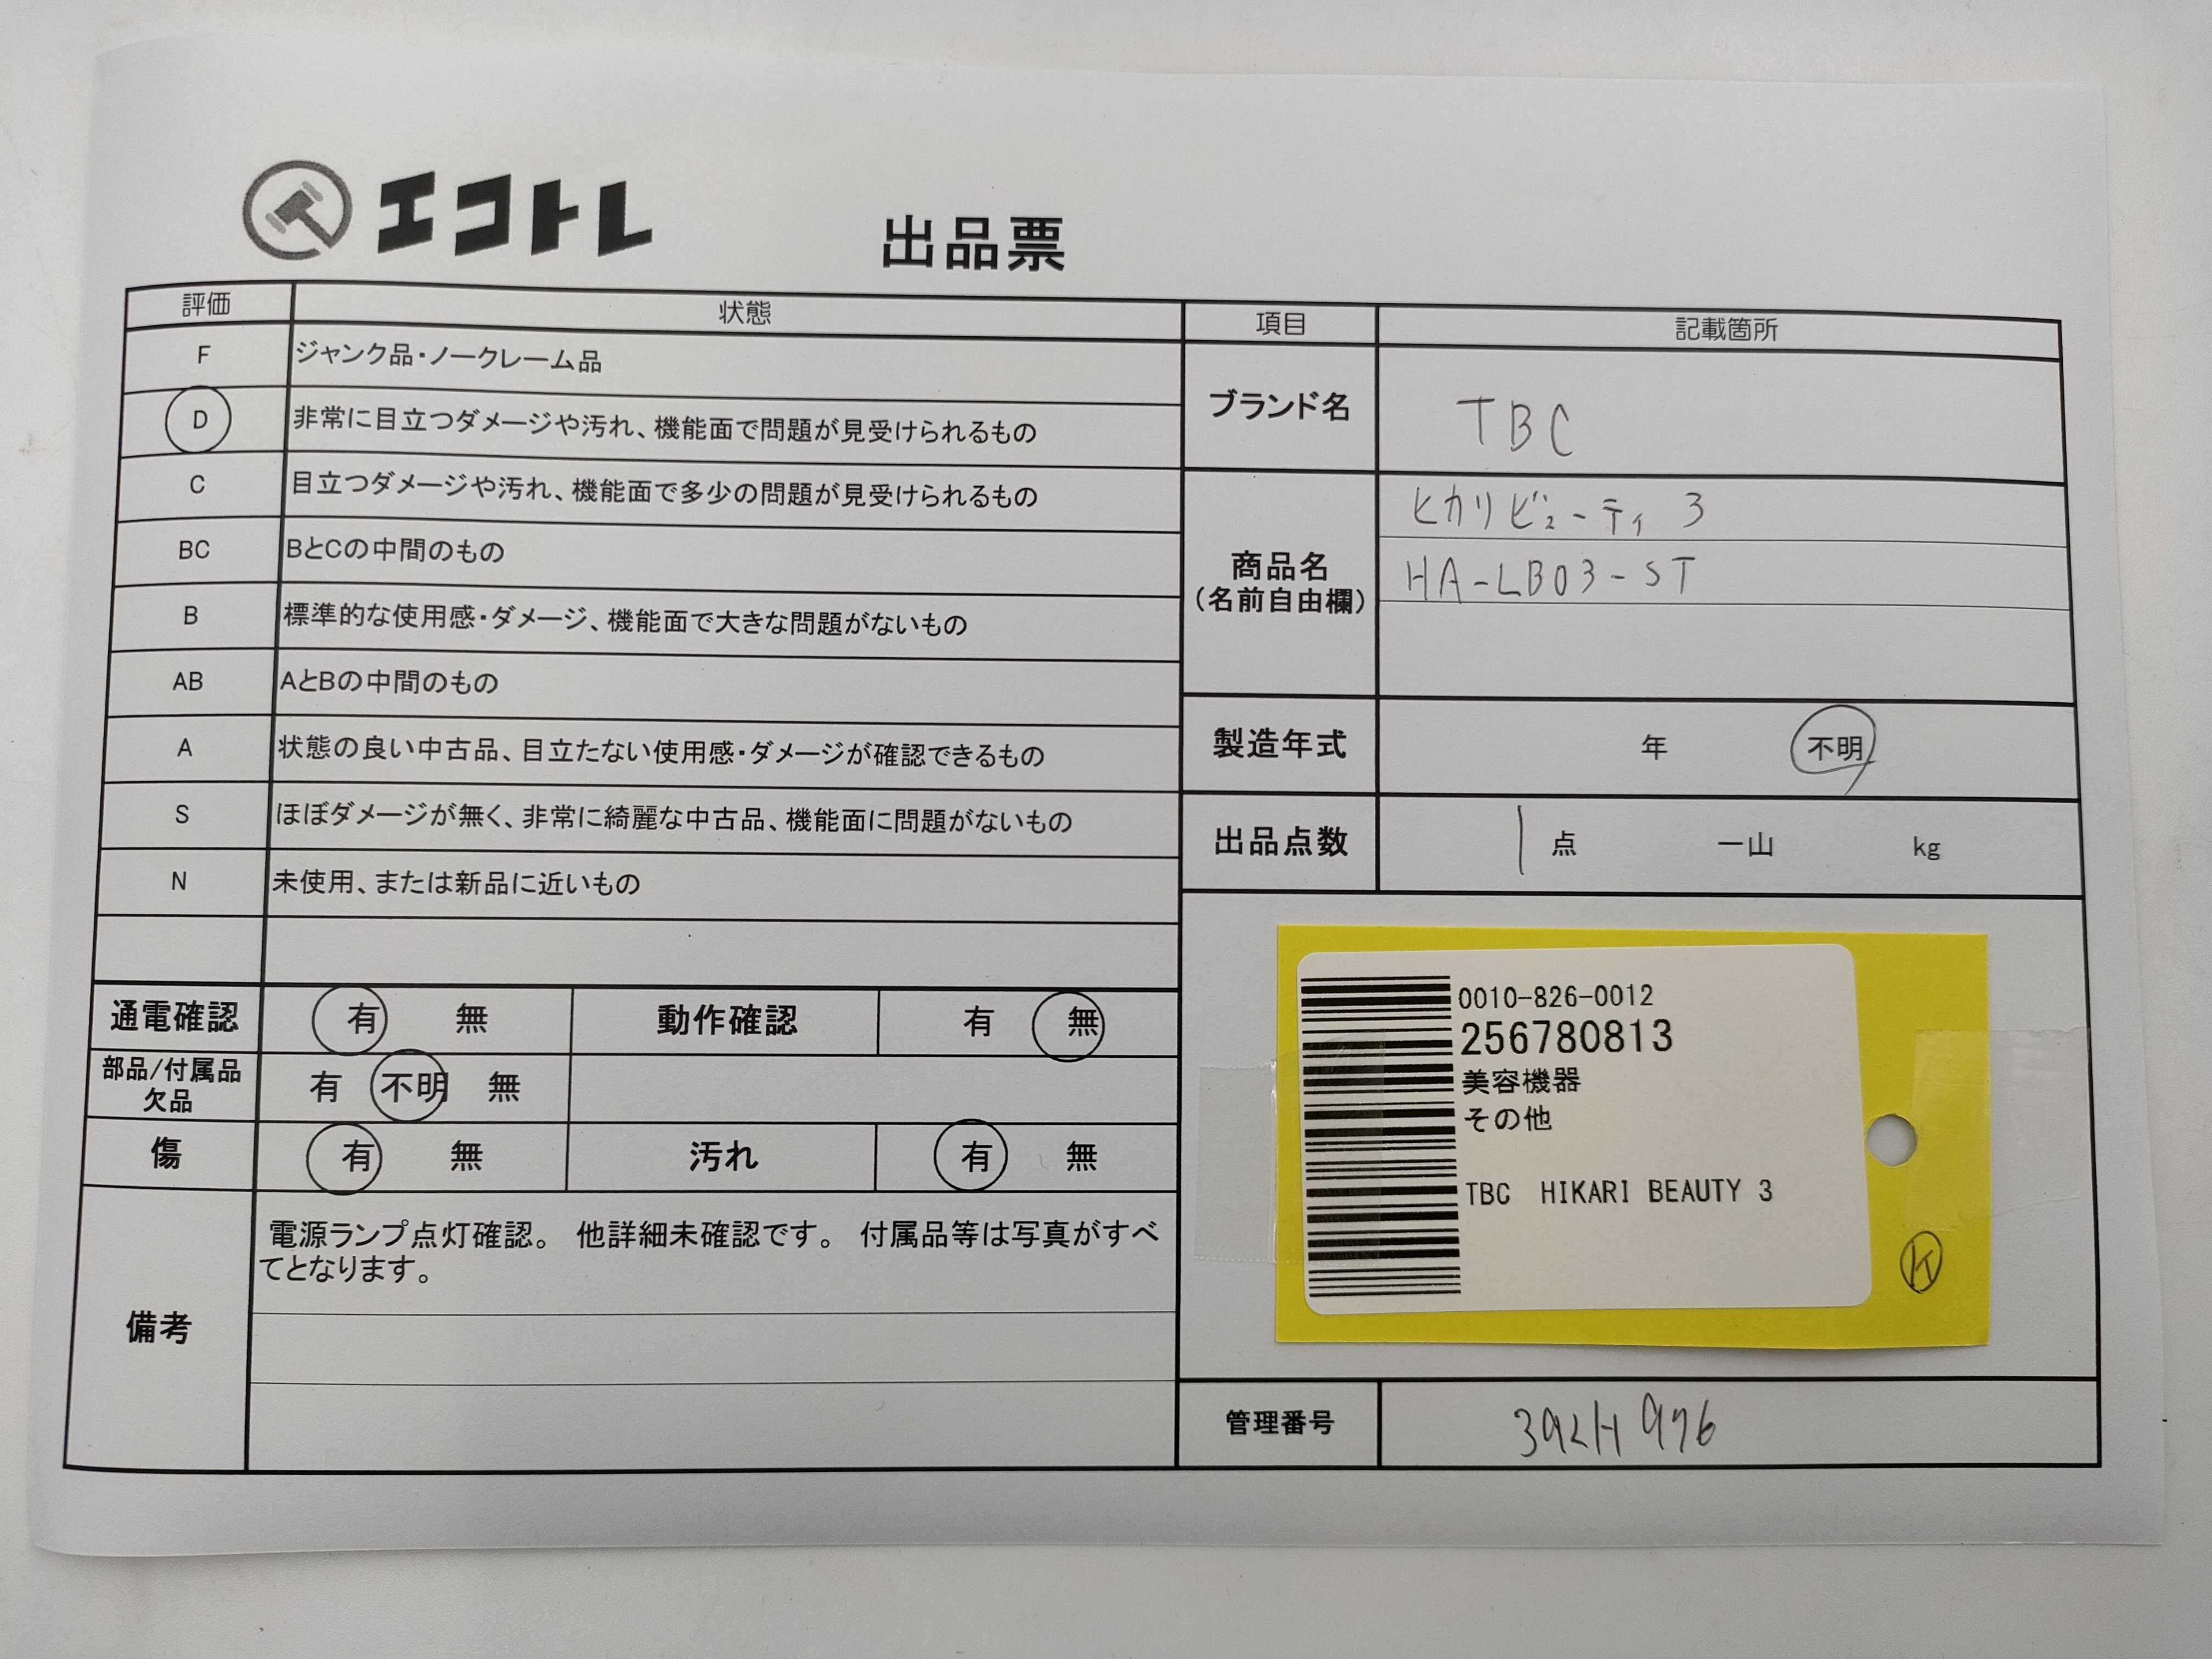 エコトレ
出品票
評価 状態
F ジャンク品・ノークレーム品
D 非常に目立つダメージや汚れ、機能面で問題が見受けられるもの
C 目立つダメージや汚れ、機能面で多少の問題が見受けられるもの
BC BとCの中間のもの
B 標準的な使用感・ダメージ、機能面で大きな問題がないもの
AB AとBの中間のもの
A 状態の良い中古品、目立たない使用感・ダメージが確認できるもの
S ほぼダメージが無く、非常に綺麗な中古品、機能面に問題がないもの
N 未使用、または新品に近いもの
通電確認 有 無 動作確認 有 無
部品/付属品
欠品
有 不明 無
傷 有 無 汚れ 有 無
備考
電源ランプ点灯確認。 他詳細未確認です。 付属品等は写真がすべ
てとなります。
項目 記載箇所
ブランド名 TBC
商品名
(名前自由欄)
ヒカリビューティ 3
HA-LB03-ST
製造年式 年 不明
出品点数 1 点 一山 kg
0010-826-0012
256780813
美容機器
その他
TBC HIKARI BEAUTY 3
K
管理番号